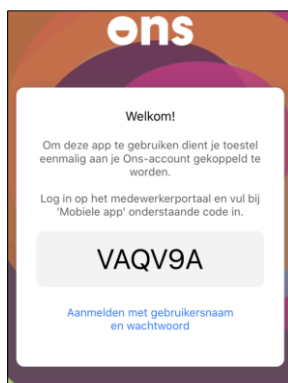 ons
Welkom!
Om deze app te gebruiken dient je toestel
eenmalig aan je Ons-account gekoppeld te
worden.
Log in op het medewerkerportaal en vul bij
'Mobiele app' onderstaande code in.
VAQV9A
Aanmelden met gebruikersnaam
en wachtwoord